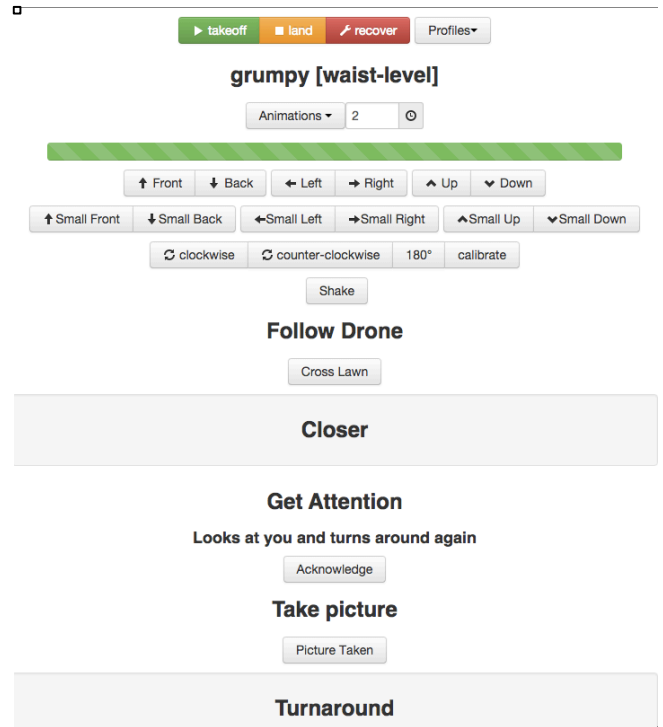 takeoff land recover Profiles
grumpy [waist-level]
Animations 2
Front Back Left Right Up Down
Small Front Small Back Small Left Small Right Small Up Small Down
clockwise counter-clockwise 180° calibrate
Shake
Follow Drone
Cross Lawn
Closer
Get Attention
Looks at you and turns around again
Acknowledge
Take picture
Picture Taken
Turnaround